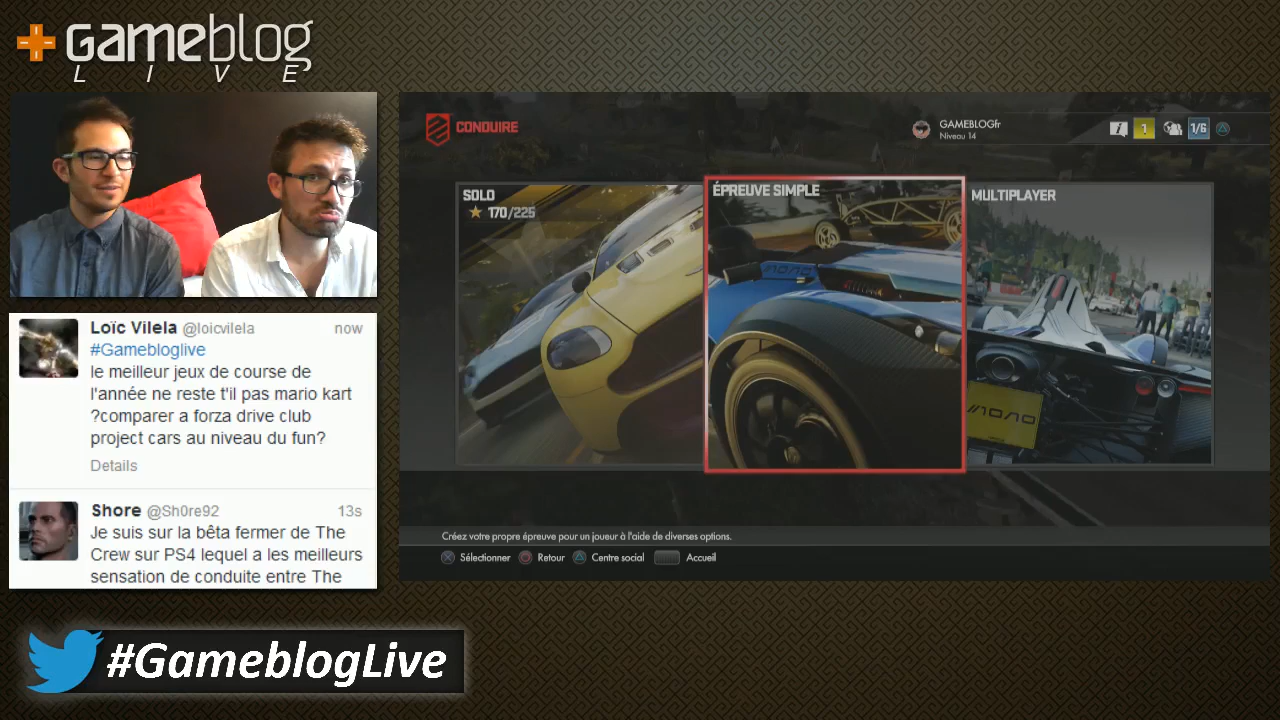 gameblog
LIVE
Loïc Vilela @loicvilela now
#Gamebloglive
le meilleur jeux de course de
l'année ne reste t'il pas mario kart
?comparer a forza drive club
project cars au niveau du fun?
Details
Shore @Sh0re92 13s
Je suis sur la bêta fermer de The
Crew sur PS4 lequel a les meilleurs
sensation de conduite entre The
#GameblogLive
CONDUIRE
GAMEBLOGfr
Niveau 14
1
1/6
SOLO
170/225
ÉPREUVE SIMPLE
MULTIPLAYER
mono
mono
Créez votre propre épreuve pour un joueur à l'aide de diverses options.
Sélectionner Retour Centre social Accueil